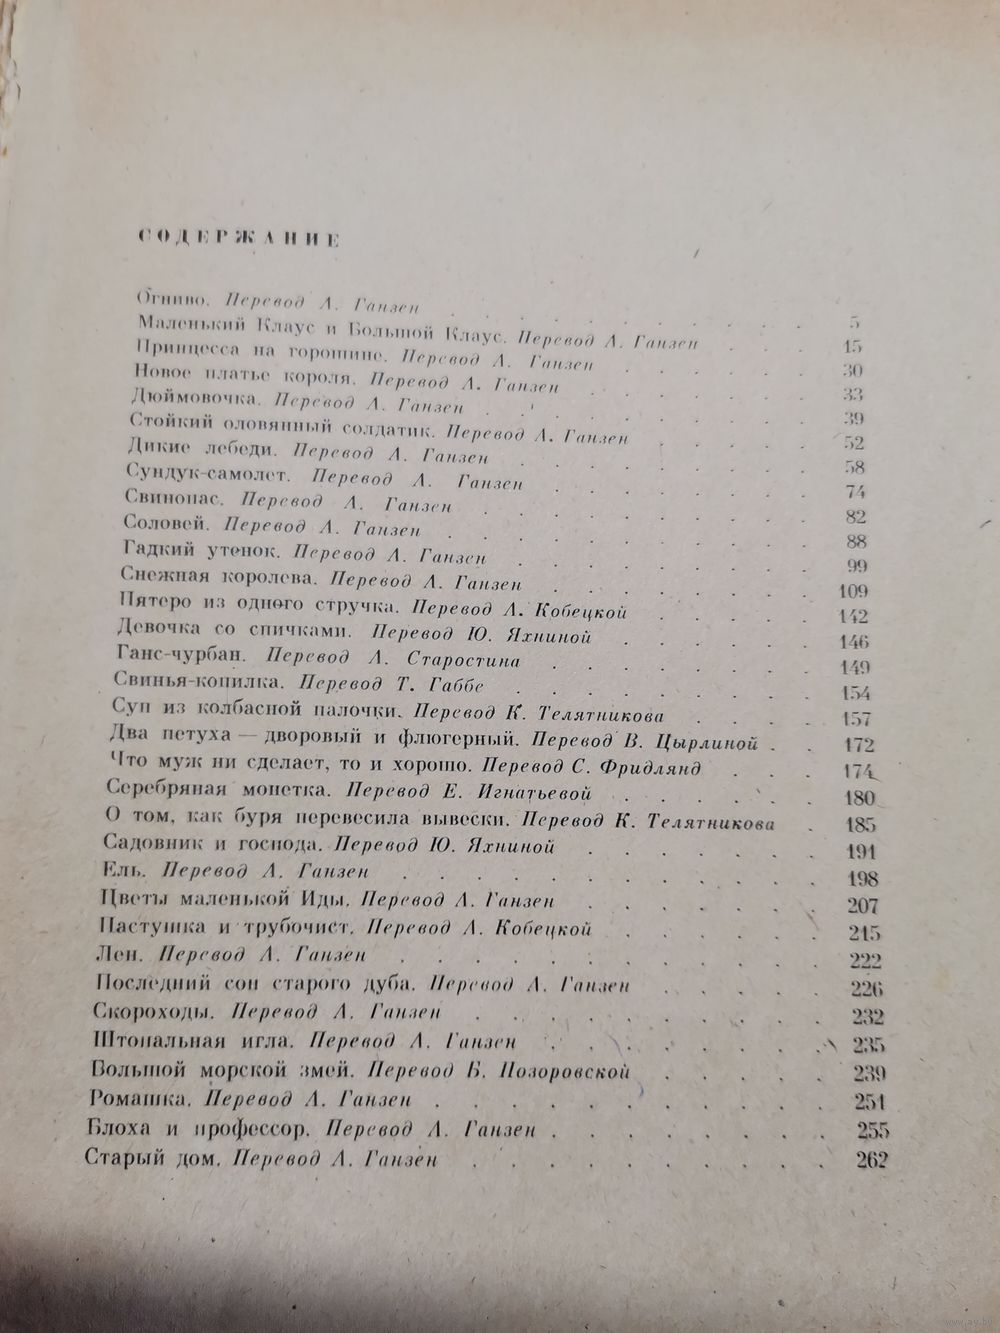 СОДЕРЖАНИЕ
Огниво. Перевод А. Ганзен . . . . . . . . 5
Маленький Клаус и Большой Клаус. Перевод А. Ганзен . . . 15
Принцесса на горошине. Перевод А. Ганзен . . . . . 30
Новое платье короля. Перевод А. Ганзен . . . . . 33
Дюймовочка. Перевод А. Ганзен . . . . . . . 39
Стойкий оловянный солдатик. Перевод А. Ганзен . . . . 52
Дикие лебеди. Перевод А. Ганзен . . . . . . . 58
Сундук-самолет. Перевод А. Ганзен . . . . . . 74
Свинопас. Перевод А. Ганзен . . . . . . . 82
Соловей. Перевод А. Ганзен . . . . . . . . 88
Гадкий утенок. Перевод А. Ганзен . . . . . . . 99
Снежная королева. Перевод А. Ганзен . . . . . . 109
Пятеро из одного стручка. Перевод А. Кобецкой . . . . 142
Девочка со спичками. Перевод Ю. Яхниной . . . . . 146
Ганс-чурбан. Перевод А. Старостина . . . . . . 149
Свинья-копилка. Перевод Т. Габбе . . . . . . . 154
Суп из колбасной палочки. Перевод К. Телятникова . . . . 157
Два петуха — дворовый и флюгерный. Перевод В. Цырлиной . . 172
Что муж ни сделает, то и хорошо. Перевод С. Фридлянд . . . 174
Серебряная монетка. Перевод Е. Игнатьевой . . . . . 180
О том, как буря перевесила вывески. Перевод К. Телятникова . 185
Садовник и господа. Перевод Ю. Яхниной . . . . . . 191
Ель. Перевод А. Ганзен . . . . . . . . . 198
Цветы маленькой Иды. Перевод А. Ганзен . . . . . . 207
Пастушка и трубочист. Перевод А. Кобецкой . . . . . 215
Лен. Перевод А. Ганзен . . . . . . . . . 222
Последний сон старого дуба. Перевод А. Ганзен . . . . . 226
Скороходы. Перевод А. Ганзен . . . . . . . . 232
Штопальная игла. Перевод А. Ганзен . . . . . . . 235
Большой морской змей. Перевод В. Позоровской . . . . . 239
Ромашка. Перевод А. Ганзен . . . . . . . . . 251
Блоха и профессор. Перевод А. Ганзен . . . . . . . 255
Старый дом. Перевод А. Ганзен . . . . . . . . . 262
www.ay.by